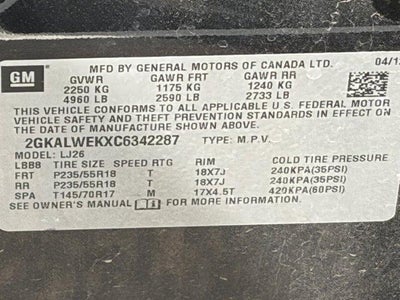 GM
MFD BY GENERAL MOTORS OF CANADA LTD. 04/1
GVWR GAWR FRT GAWR RR
2250 KG 1175 KG 1240 KG
4960 LB 2590 LB 2733 LB
THIS VEHICLE CONFORMS TO ALL APPLICABLE U.S. FEDERAL MOTOR
VEHICLE SAFETY AND THEFT PREVENTION STANDARDS IN EFFECT ON
THE DATE OF MANUFACTURE SHOWN ABOVE.
2GKALWEKXC6342287 TYPE: M.P.V.
MODEL: LJ26
LBB8 TIRE SIZE SPEED RTG RIM COLD TIRE PRESSURE
FRT P235/55R18 T 18X7J 240KPA(35PSI)
RR P235/55R18 T 18X7J 240KPA(35PSI)
SPA T145/70R17 M 17X4.5T 420KPA(60PSI)
SEE OWNER'S MANUAL FOR MORE INFORMATION.